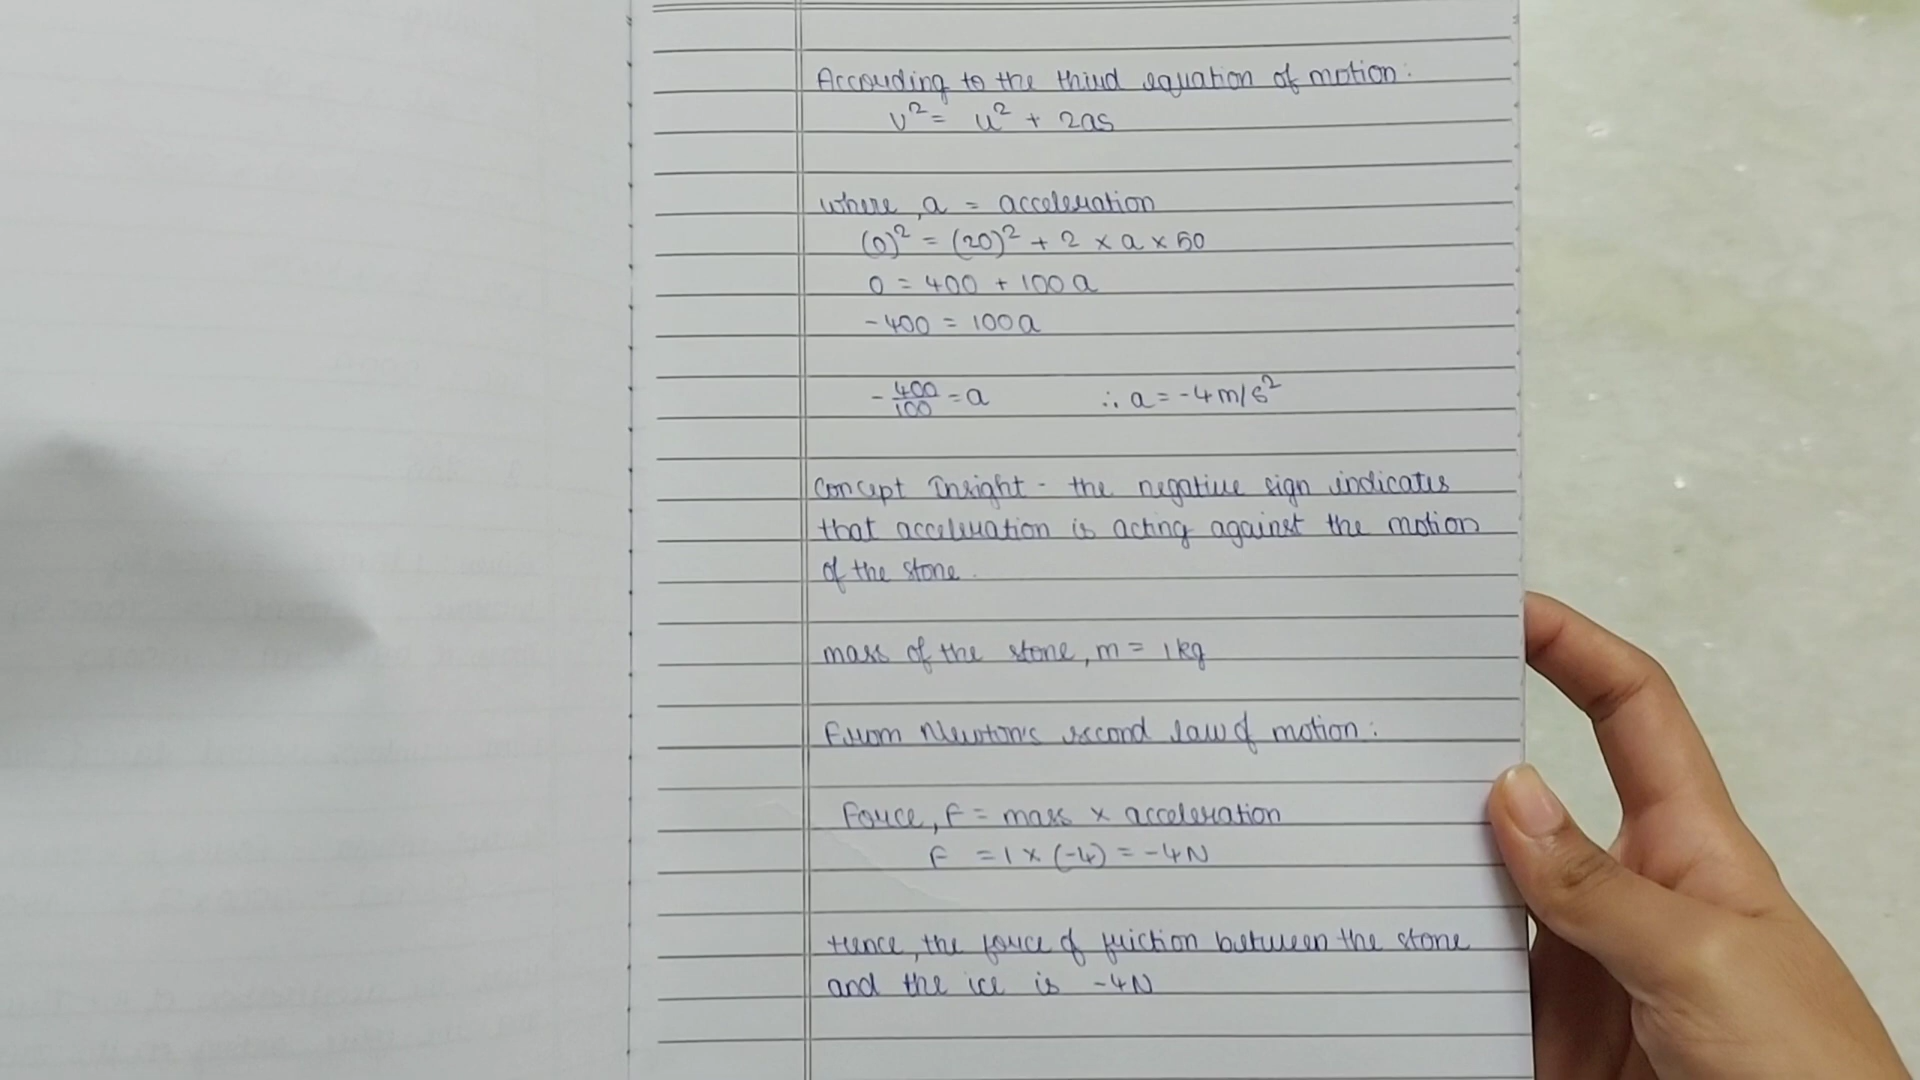 According to the third equation of motion:
v² = u² + 2as
where, a = acceleration
(0)² = (20)² + 2 × a × 50
0 = 400 + 100a
-400 = 100a
- 400/100 = a ∴ a = -4m/s²
Concept Insight - the negative sign indicates
that acceleration is acting against the motion
of the stone.
mass of the stone, m = 1kg
From Newton's second law of motion:
Force, F = mass × acceleration
F = 1 × (-4) = -4N
Hence, the force of friction between the stone
and the ice is -4N